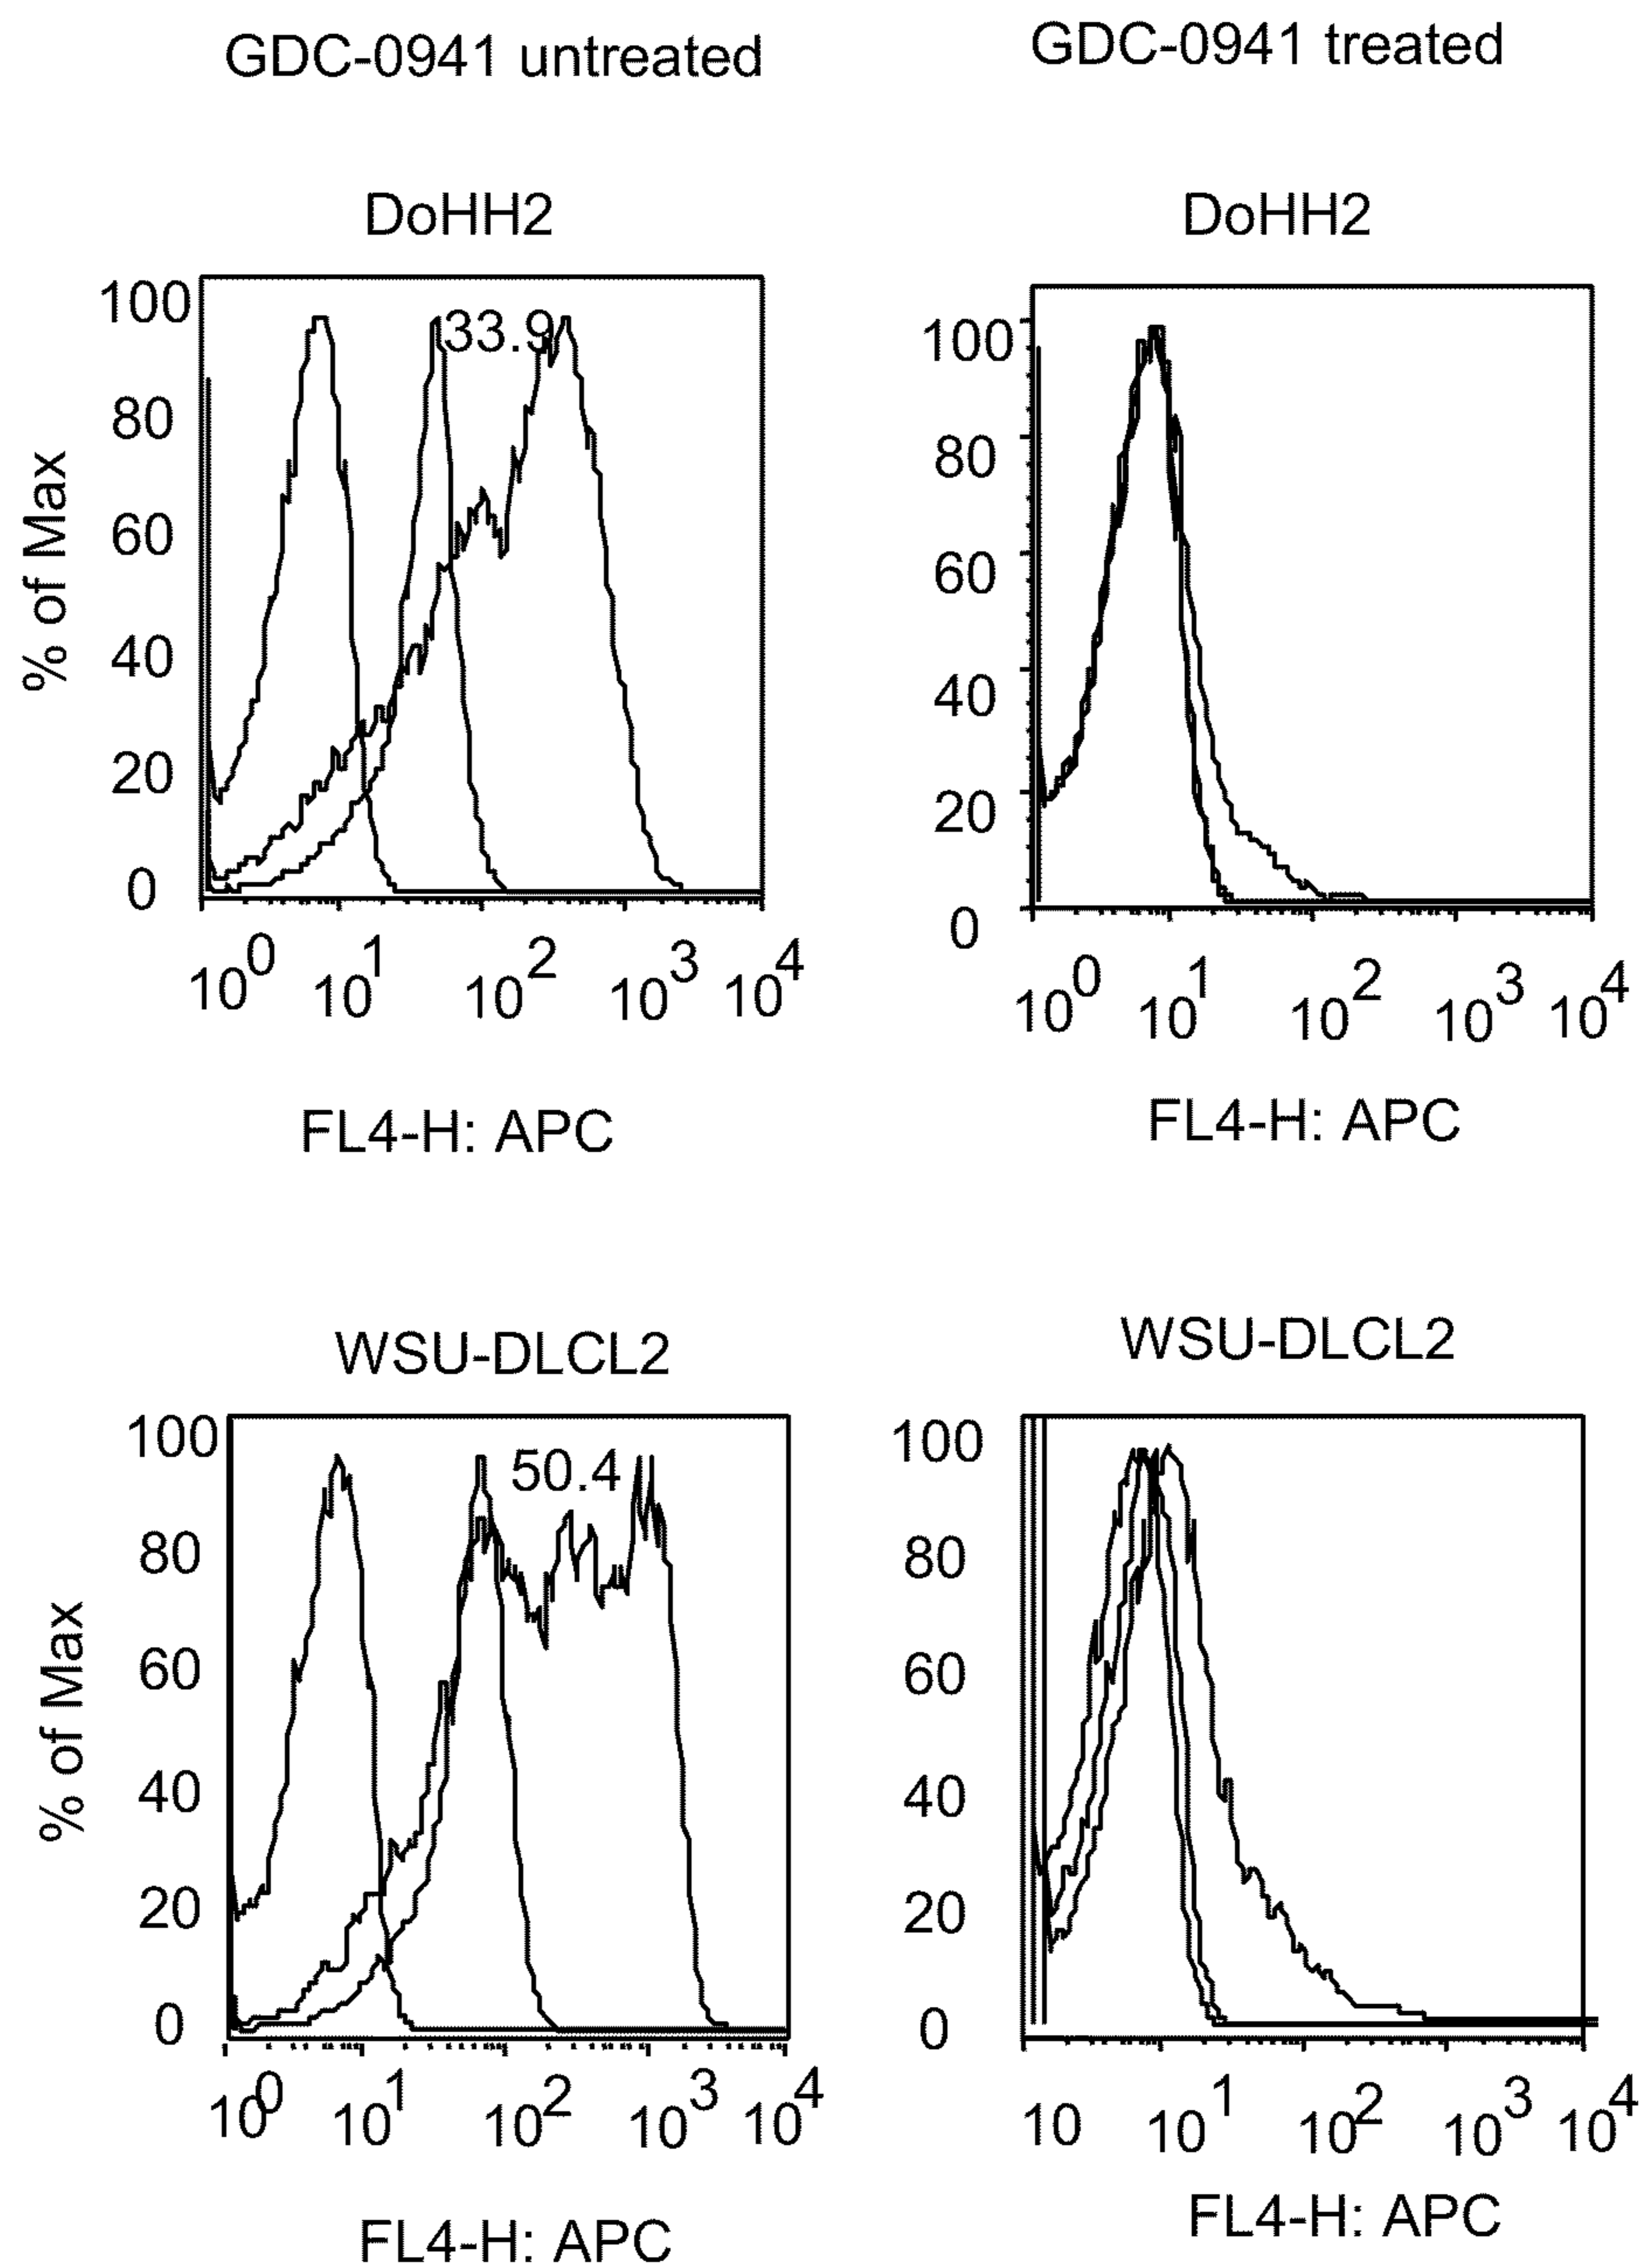 GDC-0941 untreated
GDC-0941 treated
DoHH2
100
33.9
80
60
40
20
0
% of Max
10^0 10^1 10^2 10^3 10^4
FL4-H: APC
DoHH2
100
80
60
40
20
0
10^0 10^1 10^2 10^3 10^4
FL4-H: APC
WSU-DLCL2
100
50.4
80
60
40
20
0
% of Max
10^0 10^1 10^2 10^3 10^4
FL4-H: APC
WSU-DLCL2
100
80
60
40
20
0
10 10^1 10^2 10^3 10^4
FL4-H: APC